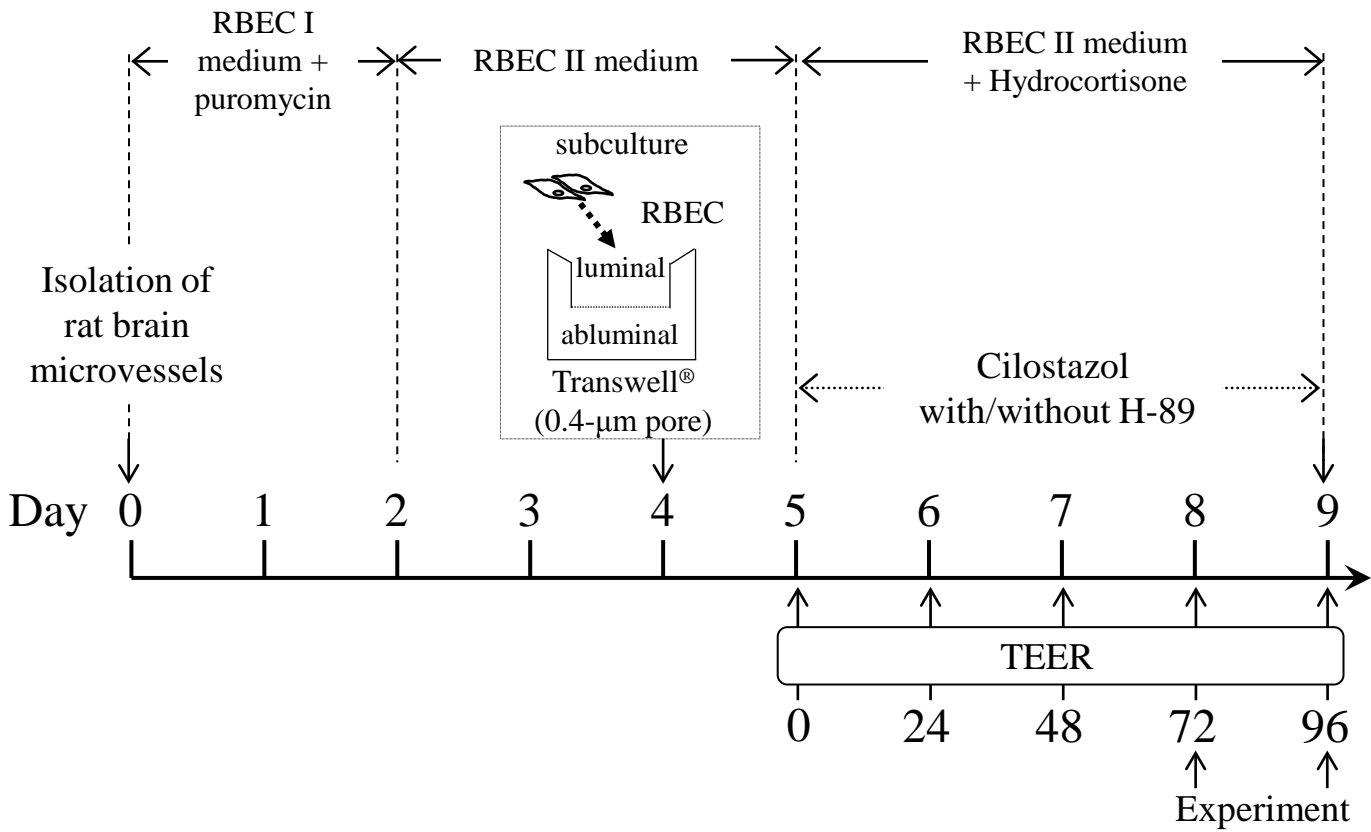 RBEC I
medium +
puromycin
RBEC II medium
RBEC II medium
+ Hydrocortisone
subculture
RBEC
luminal
abluminal
Transwell®
(0.4-μm pore)
Isolation of
rat brain
microvessels
Cilostazol
with/without H-89
Day 0 1 2 3 4 5 6 7 8 9
TEER
0 24 48 72 96
Experiment